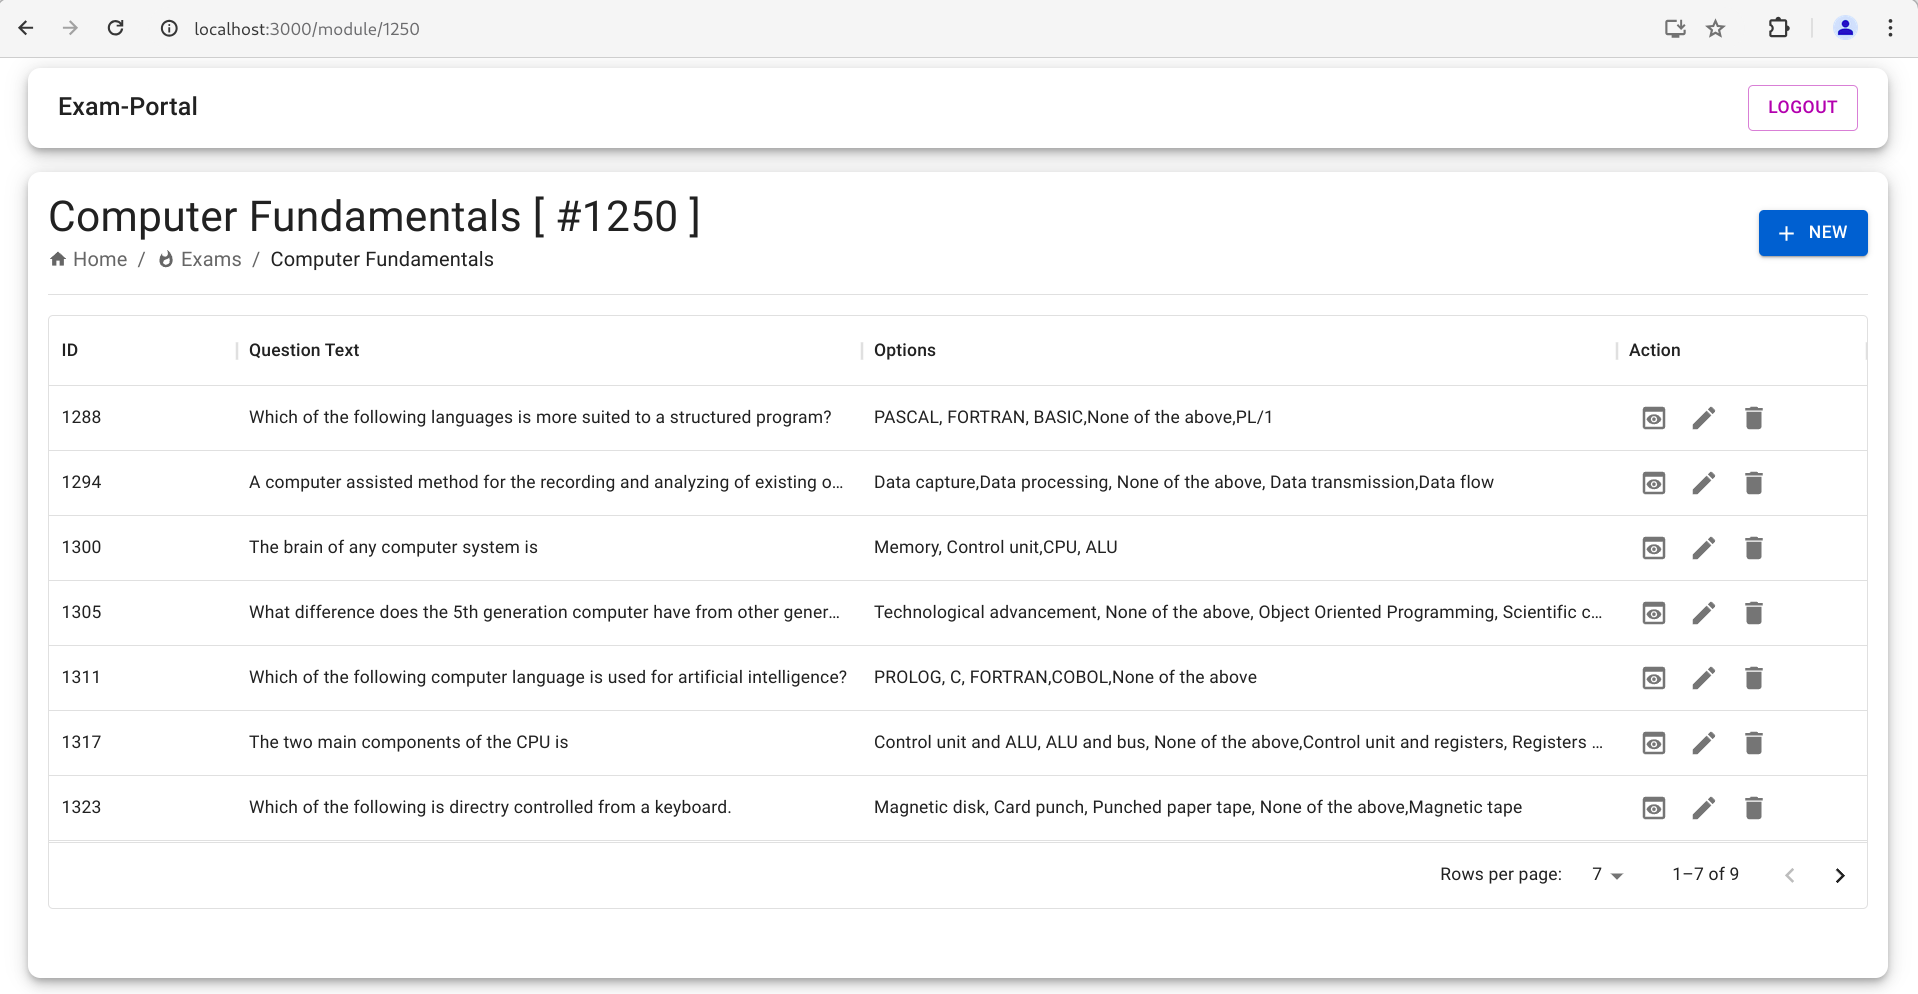 localhost:3000/module/1250
Exam-Portal
LOGOUT
Computer Fundamentals [ #1250 ]
Home / Exams / Computer Fundamentals
+ NEW
ID Question Text Options Action
1288 Which of the following languages is more suited to a structured program? PASCAL, FORTRAN, BASIC,None of the above,PL/1
1294 A computer assisted method for the recording and analyzing of existing o... Data capture,Data processing, None of the above, Data transmission,Data flow
1300 The brain of any computer system is Memory, Control unit,CPU, ALU
1305 What difference does the 5th generation computer have from other gener... Technological advancement, None of the above, Object Oriented Programming, Scientific c...
1311 Which of the following computer language is used for artificial intelligence? PROLOG, C, FORTRAN,COBOL,None of the above
1317 The two main components of the CPU is Control unit and ALU, ALU and bus, None of the above,Control unit and registers, Registers ...
1323 Which of the following is directry controlled from a keyboard. Magnetic disk, Card punch, Punched paper tape, None of the above,Magnetic tape
Rows per page: 7 1–7 of 9